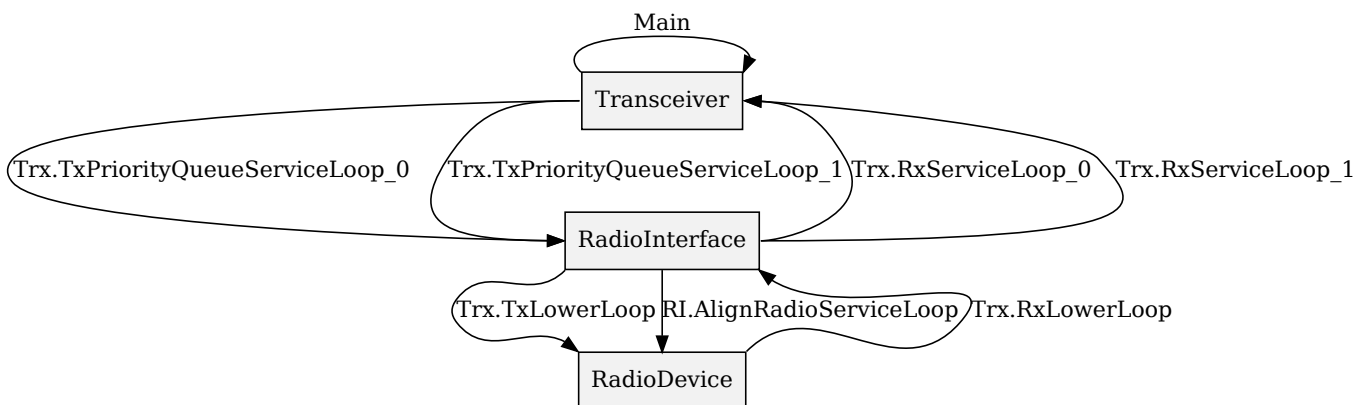 Main
Transceiver
Trx.TxPriorityQueueServiceLoop_0
Trx.TxPriorityQueueServiceLoop_1
Trx.RxServiceLoop_0
Trx.RxServiceLoop_1
RadioInterface
Trx.TxLowerLoop
RI.AlignRadioServiceLoop
Trx.RxLowerLoop
RadioDevice